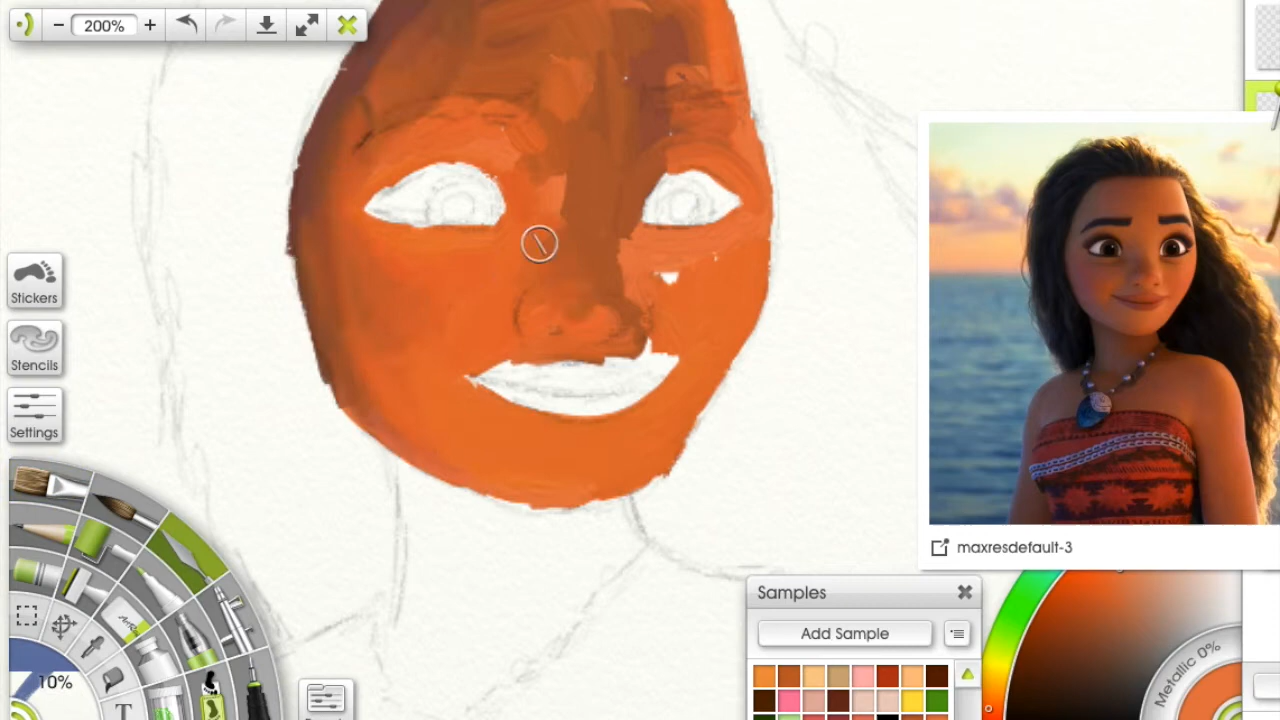 200%
Stickers
Stencils
Settings
10%
T
maxresdefault-3
Samples
Add Sample
Metallic 0%